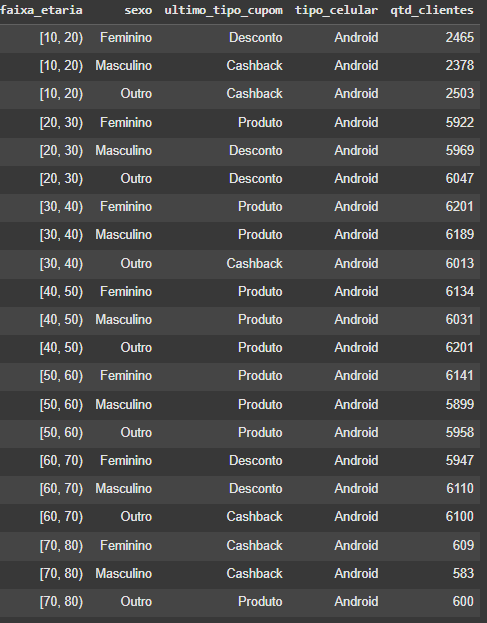 faixa_etaria sexo ultimo_tipo_cupom tipo_celular qtd_clientes
[10, 20) Feminino Desconto Android 2465
[10, 20) Masculino Cashback Android 2378
[10, 20) Outro Cashback Android 2503
[20, 30) Feminino Produto Android 5922
[20, 30) Masculino Desconto Android 5969
[20, 30) Outro Desconto Android 6047
[30, 40) Feminino Produto Android 6201
[30, 40) Masculino Produto Android 6189
[30, 40) Outro Cashback Android 6013
[40, 50) Feminino Produto Android 6134
[40, 50) Masculino Produto Android 6031
[40, 50) Outro Produto Android 6201
[50, 60) Feminino Produto Android 6141
[50, 60) Masculino Produto Android 5899
[50, 60) Outro Produto Android 5958
[60, 70) Feminino Desconto Android 5947
[60, 70) Masculino Desconto Android 6110
[60, 70) Outro Cashback Android 6100
[70, 80) Feminino Cashback Android 609
[70, 80) Masculino Cashback Android 583
[70, 80) Outro Produto Android 600